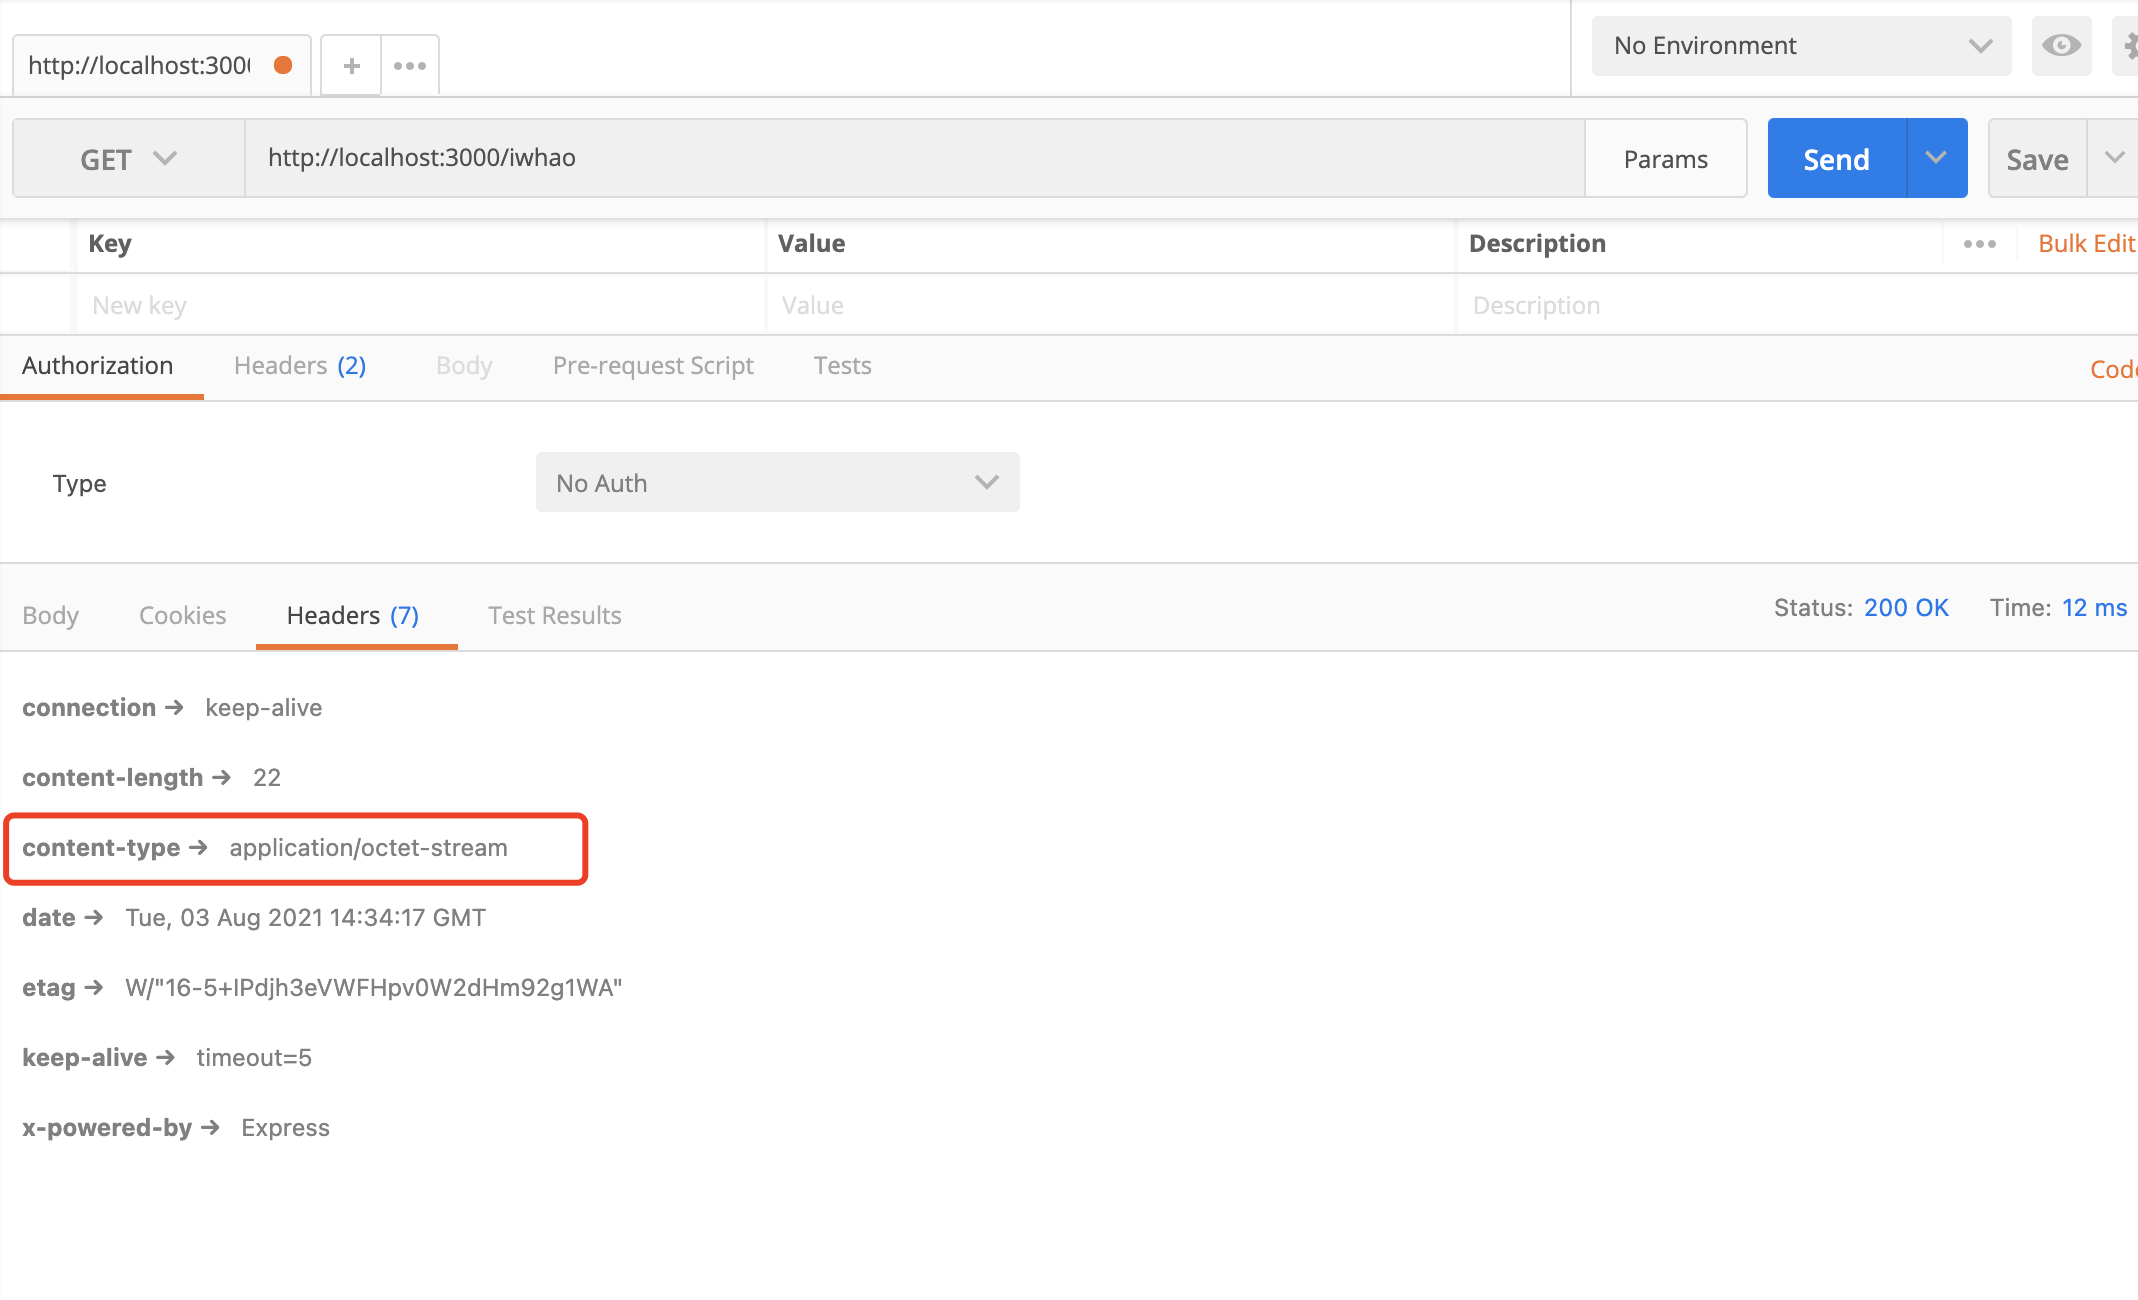 http://localhost:300
No Environment
GET
http://localhost:3000/iwhao
Params
Send
Save
Key
Value
Description
Bulk Edit
New key
Value
Description
Authorization
Headers (2)
Body
Pre-request Script
Tests
Code
Type
No Auth
Body
Cookies
Headers (7)
Test Results
Status: 200 OK
Time: 12 ms
connection → keep-alive
content-length → 22
content-type → application/octet-stream
date → Tue, 03 Aug 2021 14:34:17 GMT
etag → W/"16-5+IPdjh3eVWFHpv0W2dHm92g1WA"
keep-alive → timeout=5
x-powered-by → Express